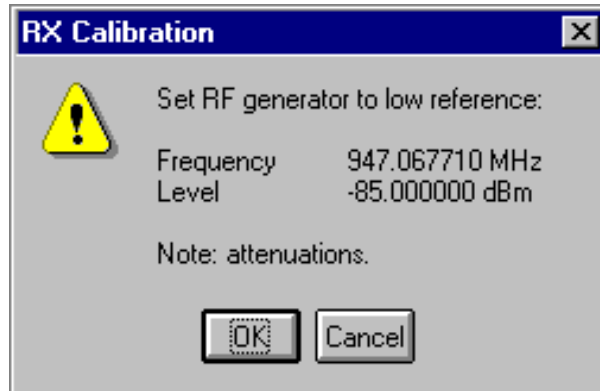 RX Calibration
Set RF generator to low reference:
Frequency 947.067710 MHz
Level -85.000000 dBm
Note: attenuations.
OK Cancel